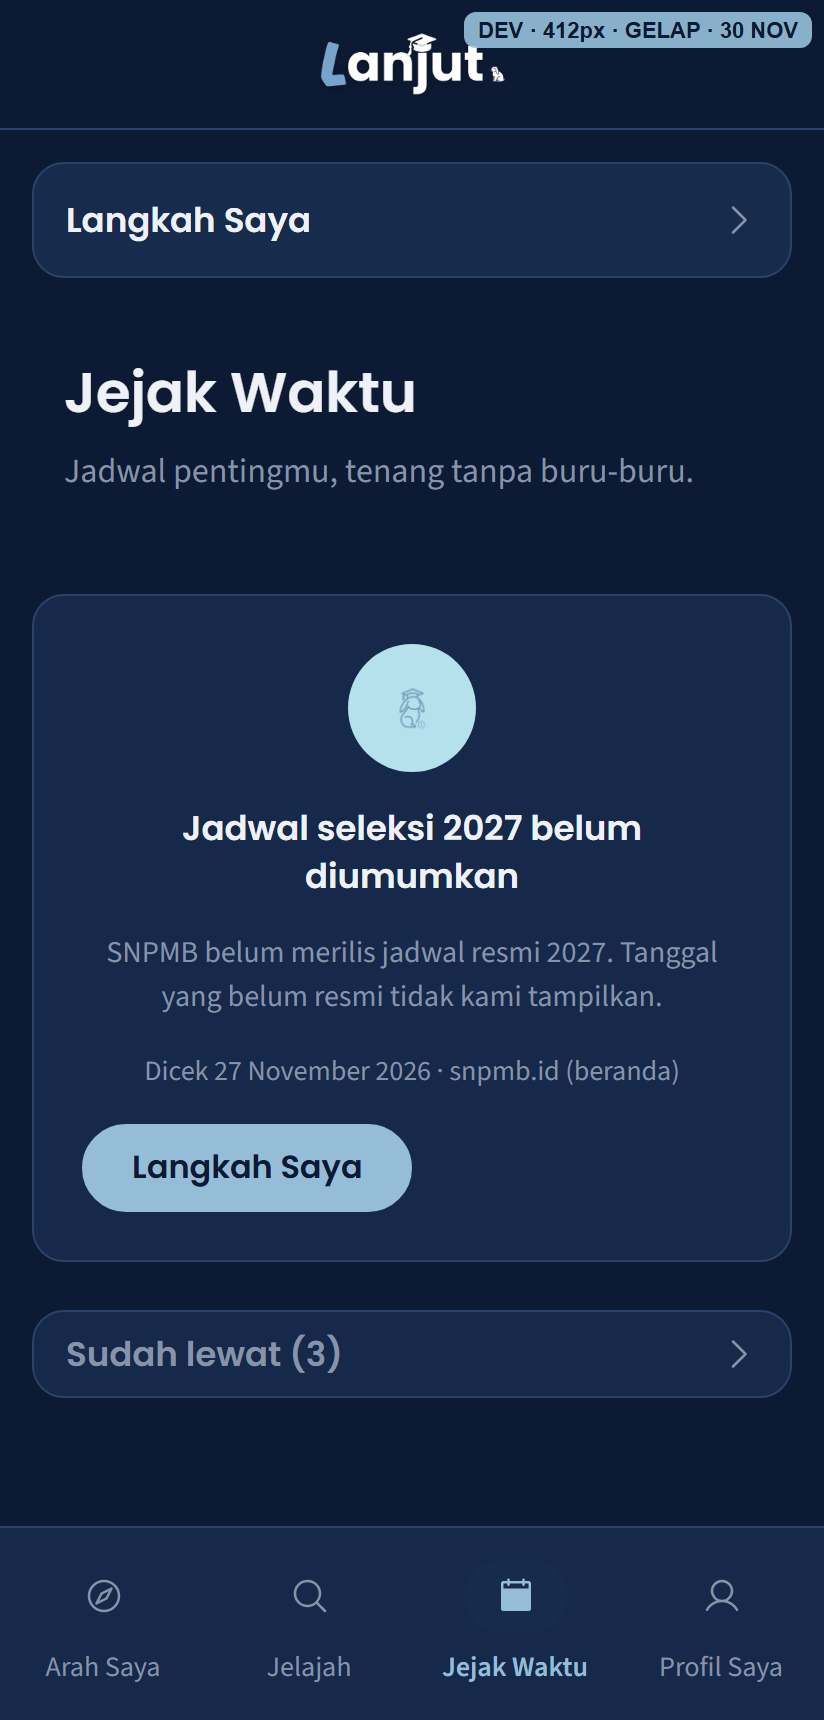 DEV · 412px · GELAP · 30 NOV
Lanjut
Langkah Saya
Jejak Waktu
Jadwal pentingmu, tenang tanpa buru-buru.
Jadwal seleksi 2027 belum
diumumkan
SNPMB belum merilis jadwal resmi 2027. Tanggal
yang belum resmi tidak kami tampilkan.
Dicek 27 November 2026 · snpmb.id (beranda)
Langkah Saya
Sudah lewat (3)
Arah Saya
Jelajah
Jejak Waktu
Profil Saya